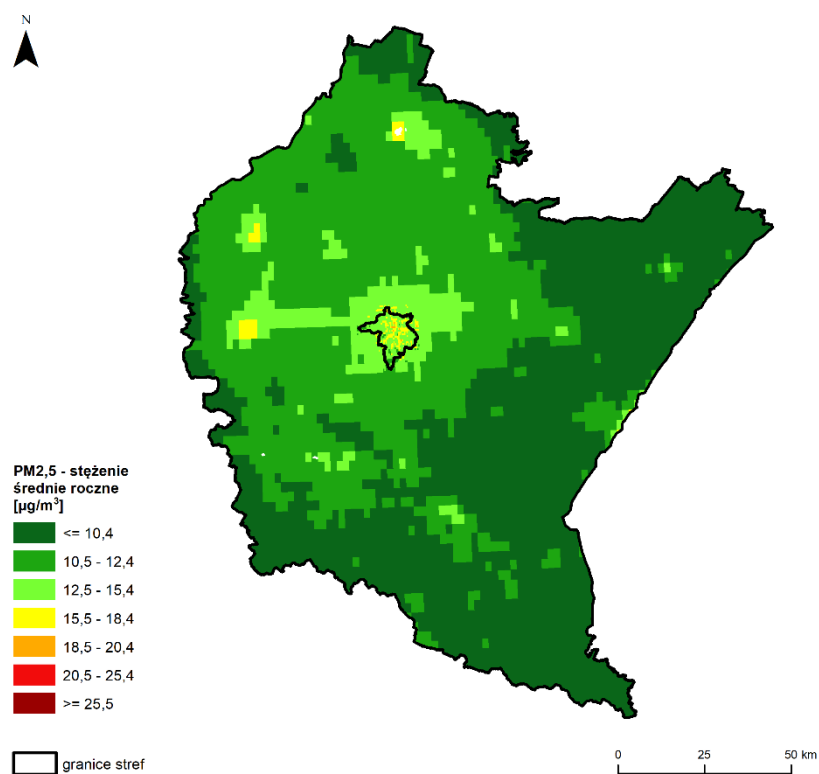 N
PM2,5 - stężenie
średnie roczne
[µg/m³]
<= 10,4
10,5 - 12,4
12,5 - 15,4
15,5 - 18,4
18,5 - 20,4
20,5 - 25,4
>= 25,5
granice stref
0 25 50 km